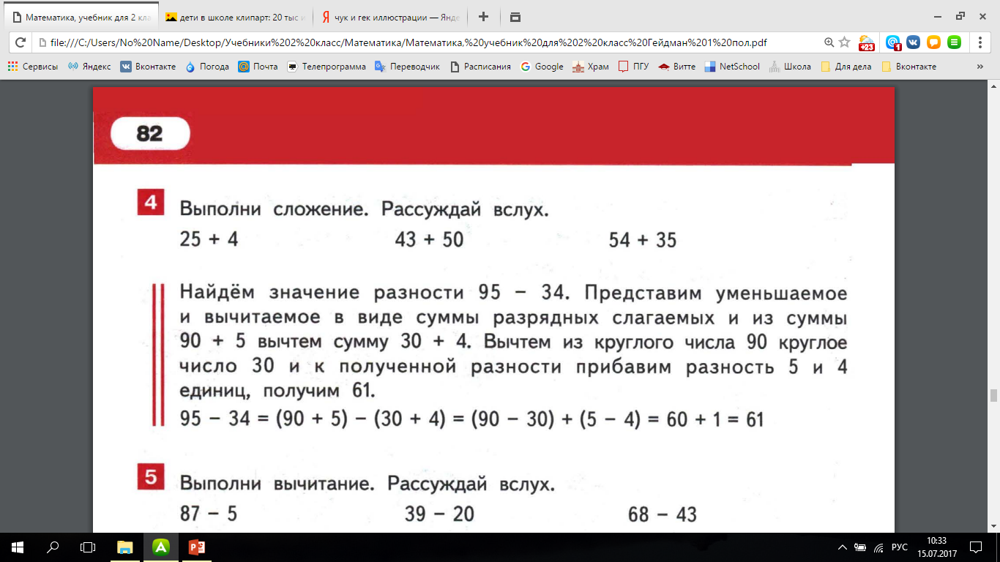 Математика, учебник для 2 кла
дети в школе клипарт: 20 тыс и
чук и гек иллюстрации — Янде
file:///C:/Users/No%20Name/Desktop/Учебники%202%20класс/Математика/Математика,%20учебник%20для%202%20класс%20Гейдман%201%20пол.pdf
+23
1
Сервисы Яндекс Вконтакте Погода Почта Телепрограмма Переводчик Расписания Google Храм ПГУ Витте NetSchool Школа Для дела Вконтакте »
82
4 Выполни сложение. Рассуждай вслух.
25 + 4 43 + 50 54 + 35
Найдём значение разности 95 – 34. Представим уменьшаемое
и вычитаемое в виде суммы разрядных слагаемых и из суммы
90 + 5 вычтем сумму 30 + 4. Вычтем из круглого числа 90 круглое
число 30 и к полученной разности прибавим разность 5 и 4
единиц, получим 61.
95 – 34 = (90 + 5) – (30 + 4) = (90 – 30) + (5 – 4) = 60 + 1 = 61
5 Выполни вычитание. Рассуждай вслух.
87 – 5 39 – 20 68 – 43
РУС
10:33
15.07.2017